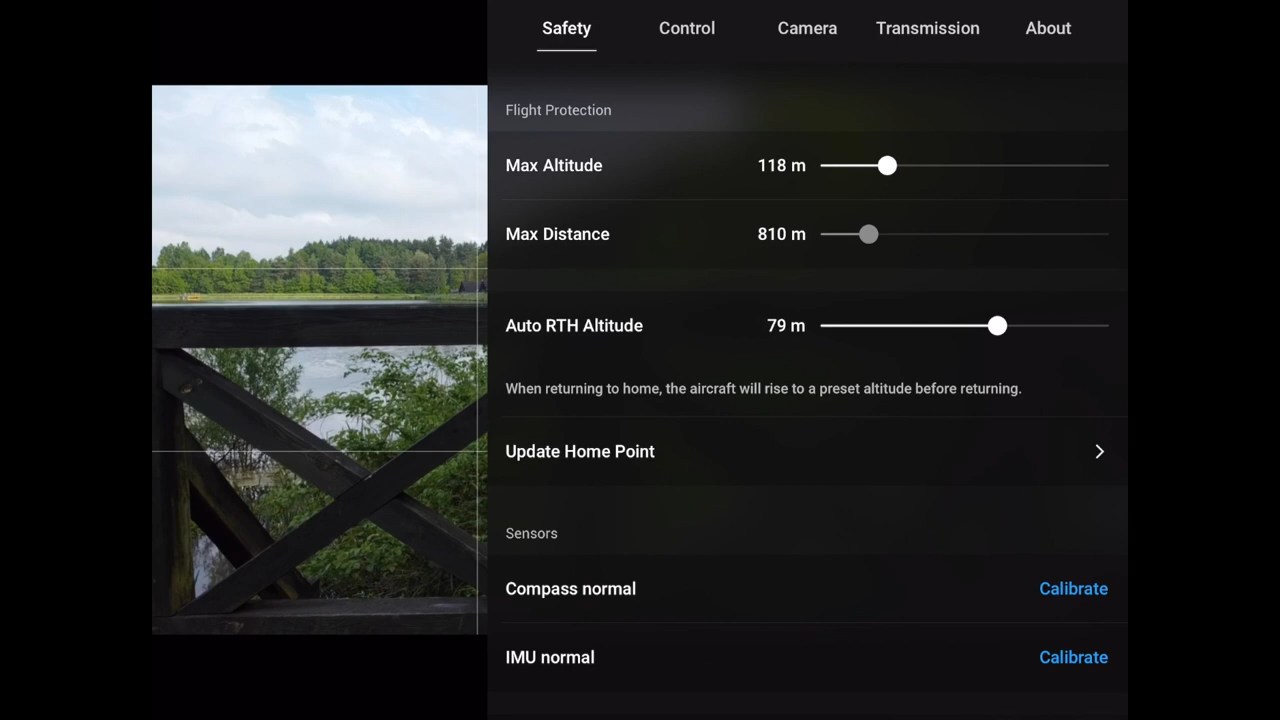 Safety Control Camera Transmission About
Flight Protection
Max Altitude 118 m
Max Distance 810 m
Auto RTH Altitude 79 m
When returning to home, the aircraft will rise to a preset altitude before returning.
Update Home Point
Sensors
Compass normal Calibrate
IMU normal Calibrate